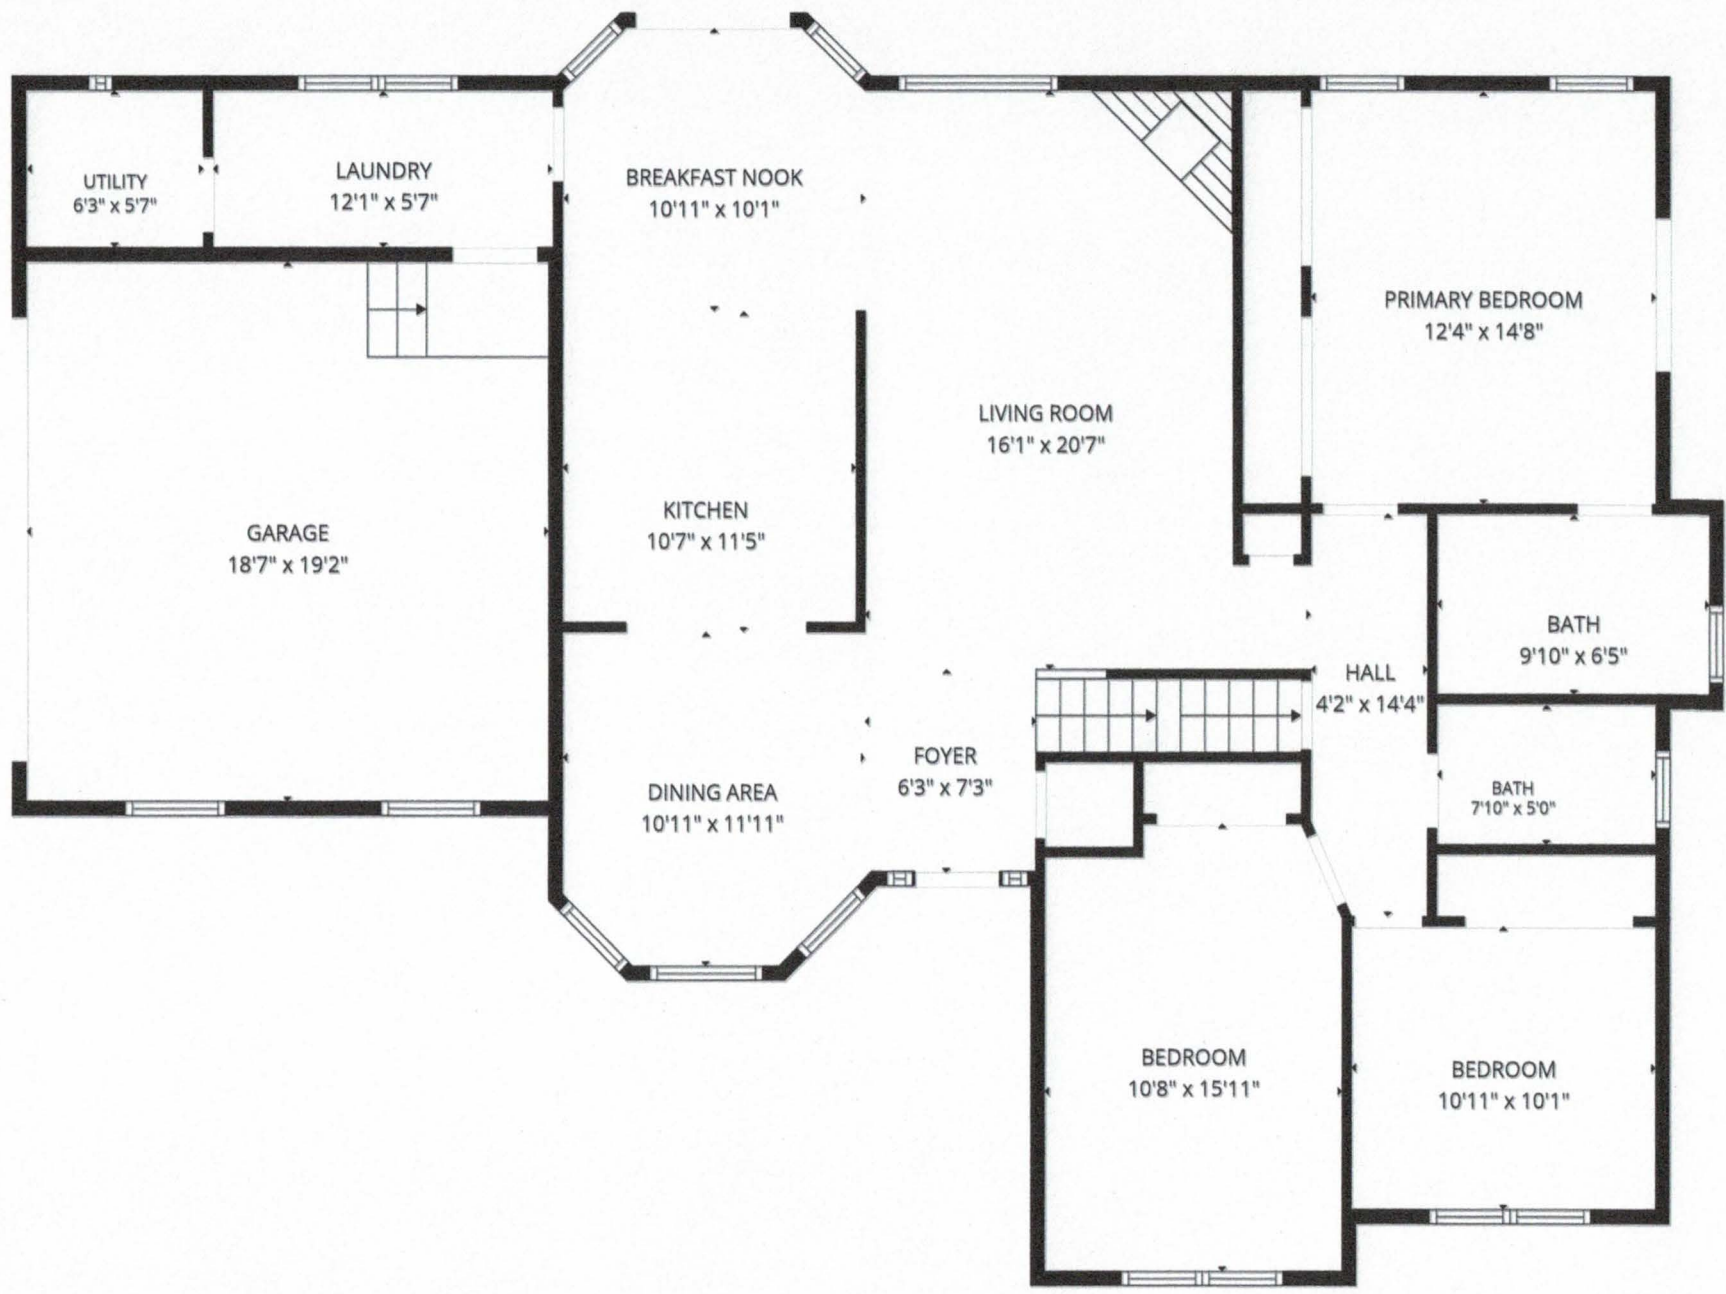 UTILITY
6'3" x 5'7"
LAUNDRY
12'1" x 5'7"
BREAKFAST NOOK
10'11" x 10'1"
PRIMARY BEDROOM
12'4" x 14'8"
LIVING ROOM
16'1" x 20'7"
GARAGE
18'7" x 19'2"
KITCHEN
10'7" x 11'5"
BATH
9'10" x 6'5"
HALL
4'2" x 14'4"
FOYER
6'3" x 7'3"
DINING AREA
10'11" x 11'11"
BATH
7'10" x 5'0"
BEDROOM
10'8" x 15'11"
BEDROOM
10'11" x 10'1"